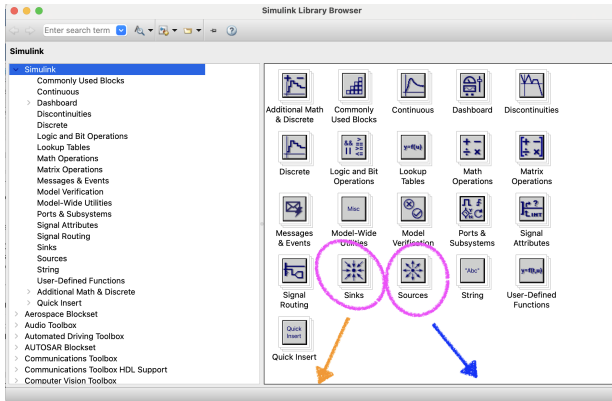 Simulink Library Browser
Enter search term
Simulink
Simulink
Commonly Used Blocks
Continuous
Dashboard
Discontinuities
Discrete
Logic and Bit Operations
Lookup Tables
Math Operations
Matrix Operations
Messages & Events
Model Verification
Model-Wide Utilities
Ports & Subsystems
Signal Attributes
Signal Routing
Sinks
Sources
String
User-Defined Functions
Additional Math & Discrete
Quick Insert
Aerospace Blockset
Audio Toolbox
Automated Driving Toolbox
AUTOSAR Blockset
Communications Toolbox
Communications Toolbox HDL Support
Computer Vision Toolbox
Additional Math
& Discrete
Commonly
Used Blocks
Continuous
Dashboard
Discontinuities
y=f(u)
Discrete
Logic and Bit
Operations
Lookup
Tables
Math
Operations
Matrix
Operations
Misc
Messages
& Events
Model-Wide
Utilities
Model
Verification
Ports &
Subsystems
Signal
Attributes
"Abc"
y=f(t,u)
Signal
Routing
Sinks
Sources
String
User-Defined
Functions
Quick
Insert
Quick Insert